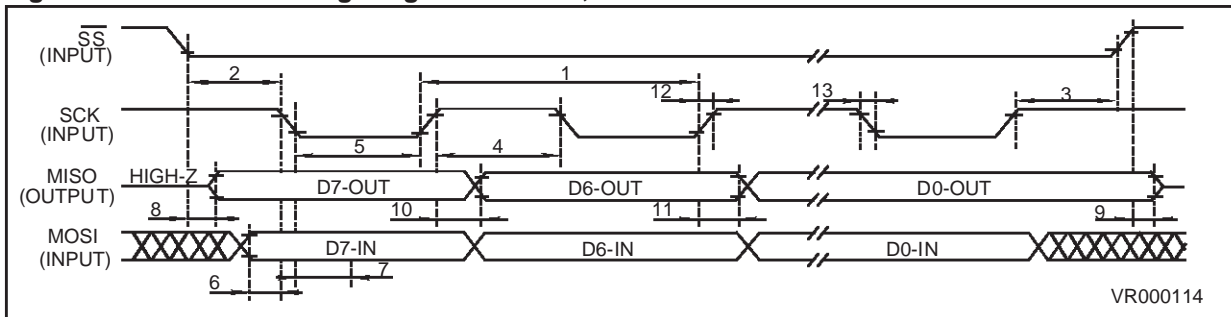 SS
(INPUT)
2
1
12
13
3
SCK
(INPUT)
5
4
MISO
(OUTPUT)
HIGH-Z
D7-OUT
D6-OUT
D0-OUT
8
10
11
9
MOSI
(INPUT)
D7-IN
D6-IN
D0-IN
6
7
VR000114